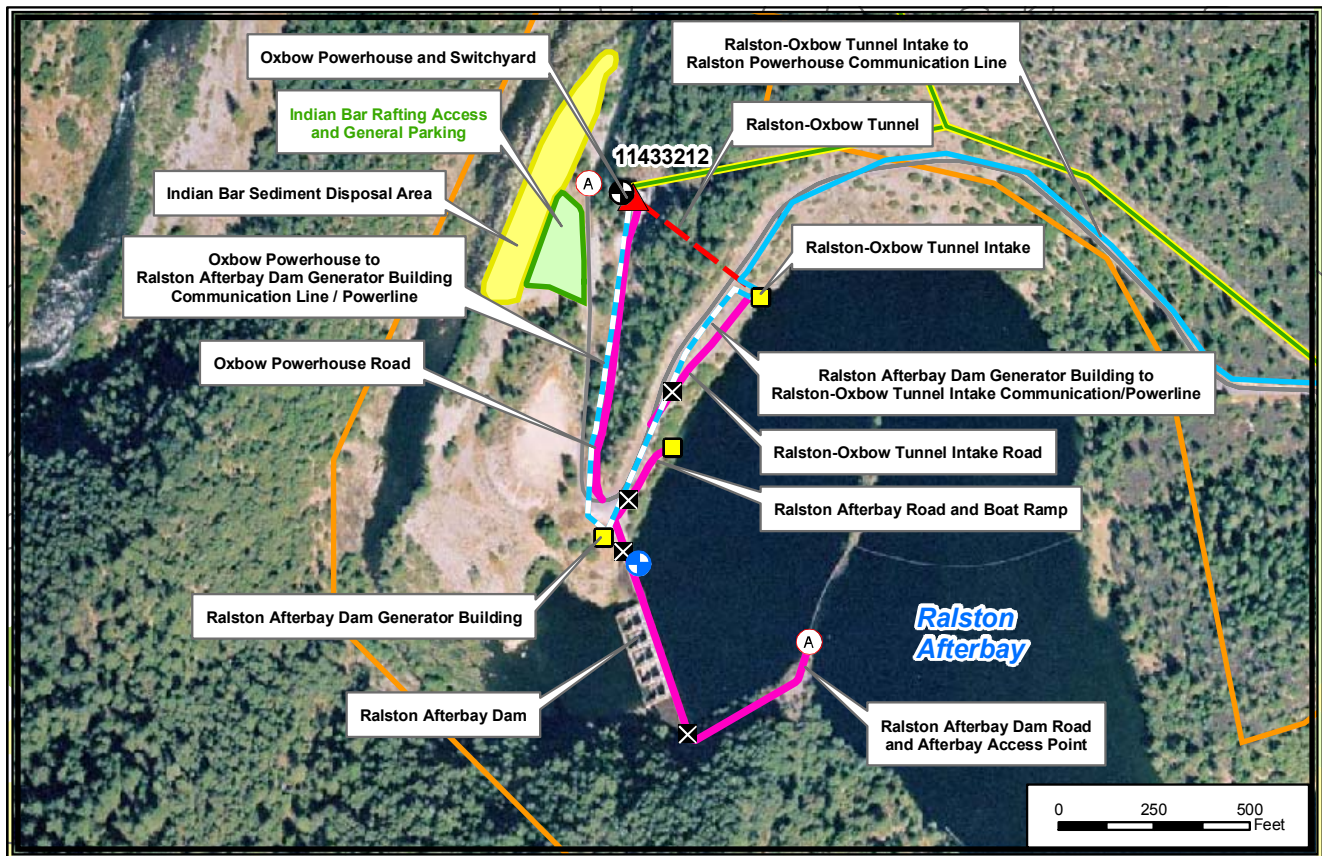 Oxbow Powerhouse and Switchyard
Ralston-Oxbow Tunnel Intake to
Ralston Powerhouse Communication Line
Indian Bar Rafting Access
and General Parking
Ralston-Oxbow Tunnel
11433212
A
Indian Bar Sediment Disposal Area
Oxbow Powerhouse to
Ralston Afterbay Dam Generator Building
Communication Line / Powerline
Ralston-Oxbow Tunnel Intake
Oxbow Powerhouse Road
Ralston Afterbay Dam Generator Building to
Ralston-Oxbow Tunnel Intake Communication/Powerline
Ralston-Oxbow Tunnel Intake Road
Ralston Afterbay Road and Boat Ramp
Ralston Afterbay Dam Generator Building
Ralston
Afterbay
A
Ralston Afterbay Dam
Ralston Afterbay Dam Road
and Afterbay Access Point
0 250 500
Feet